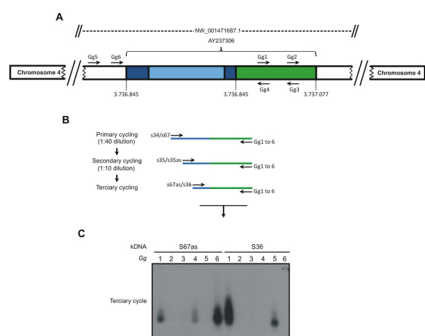 A
NW_001471687.1
AY237306
Gg5 Gg6 Gg1 Gg2
Chromosome 4 Chromosome 4
Gg4 Gg3
3.736.845 3.736.845 3.737.077
B
Primary cycling s34/s67
(1:40 dilution) Gg1 to 6
Secondary cycling s35/s35as
(1:10 dilution) Gg1 to 6
Terciary cycling s67as/s36
Gg1 to 6
C
kDNA S67as S36
Gg 1 2 3 4 5 6 1 2 3 4 5 6
Terciary cycle